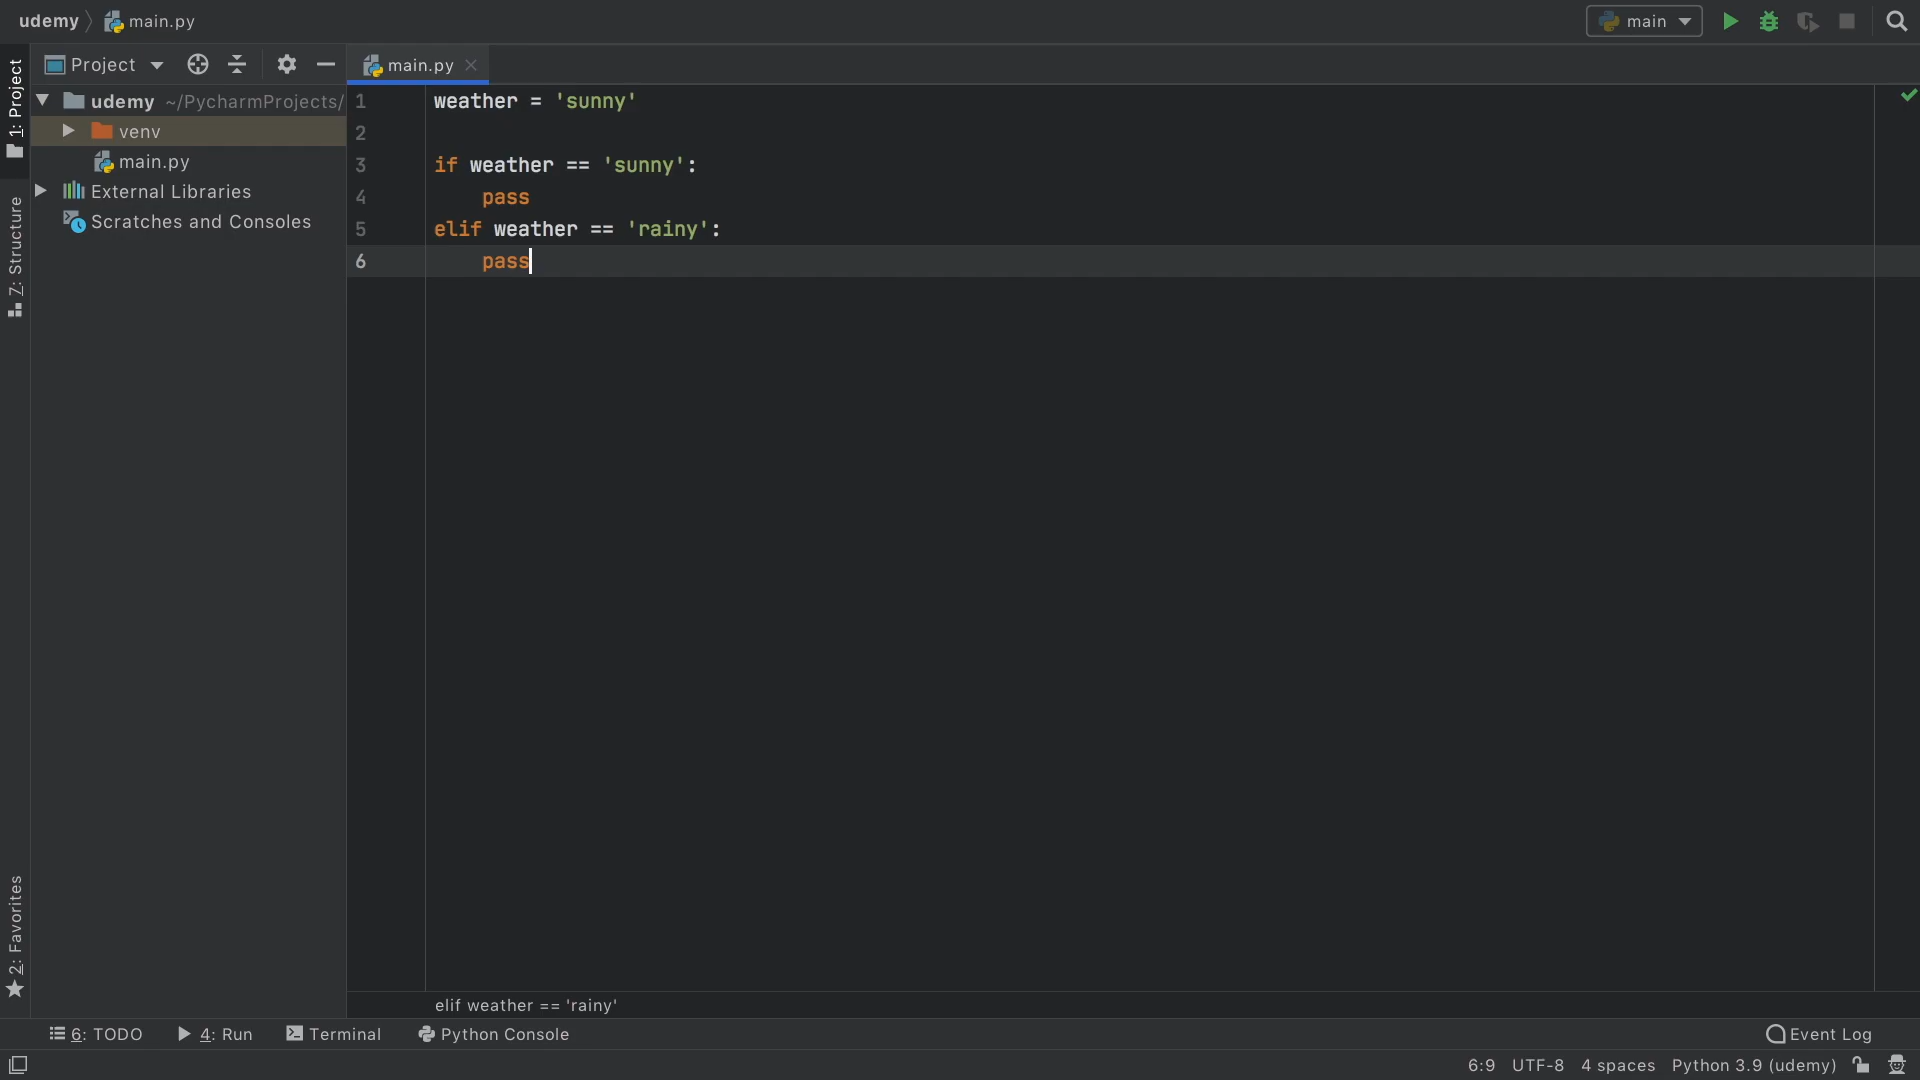 udemy main.py
main
1: Project
Project
main.py
udemy ~/PycharmProjects/
venv
main.py
External Libraries
Scratches and Consoles
Z: Structure
2: Favorites
1 weather = 'sunny'
2
3 if weather == 'sunny':
4 pass
5 elif weather == 'rainy':
6 pass
elif weather == 'rainy'
6: TODO 4: Run Terminal Python Console Event Log
6:9 UTF-8 4 spaces Python 3.9 (udemy)